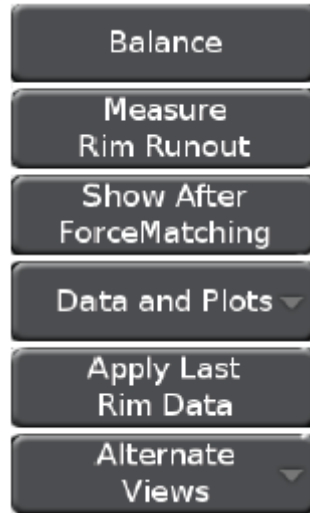 Balance
Measure
Rim Runout
Show After
ForceMatching
Data and Plots
Apply Last
Rim Data
Alternate
Views